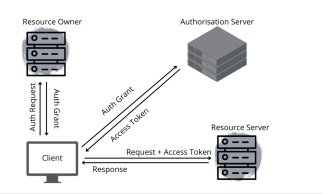 Resource Owner
Authorisation Server
Auth Request
Auth Grant
Auth Grant
Access Token
Resource Server
Client
Request + Access Token
Response